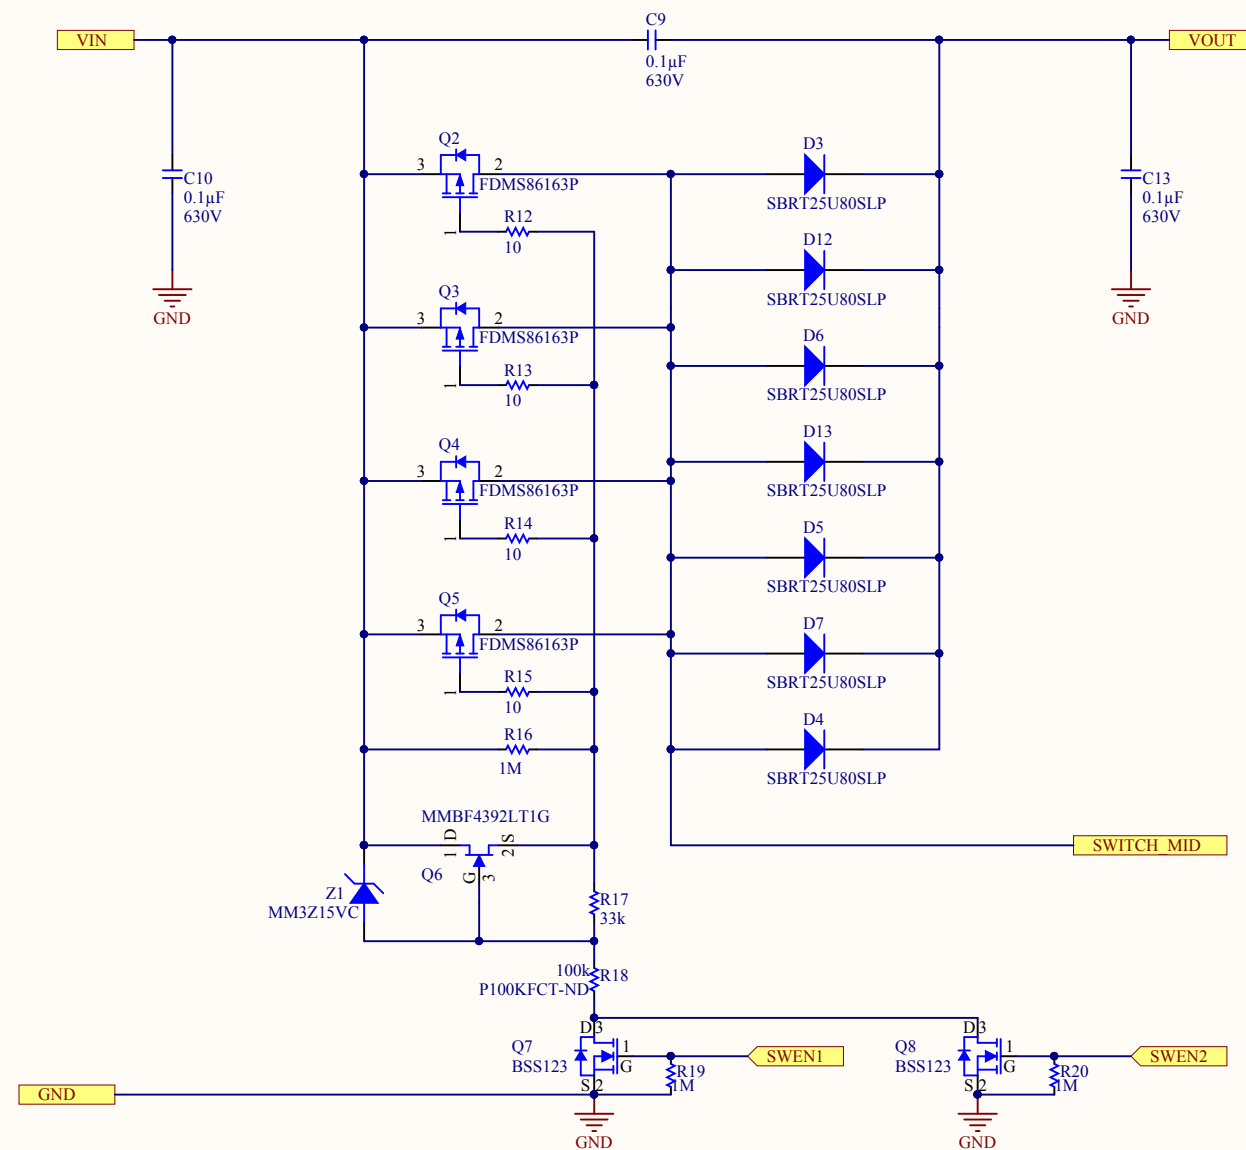 C9
VIN
VOUT
0.1µF
630V
Q2
D3
3
2
FDMS86163P
C10
0.1µF
630V
C13
0.1µF
630V
SBRT25U80SLP
R12
1
10
D12
GND
GND
Q3
SBRT25U80SLP
3
2
FDMS86163P
D6
R13
1
10
SBRT25U80SLP
D13
Q4
3
2
FDMS86163P
SBRT25U80SLP
R14
1
10
D5
SBRT25U80SLP
Q5
3
2
FDMS86163P
D7
R15
1
10
SBRT25U80SLP
R16
1M
D4
SBRT25U80SLP
MMBF4392LT1G
1 D
2 S
Q6
G 3
SWITCH_MID
Z1
MM3Z15VC
R17
33k
100k
R18
P100KFCT-ND
D 3
Q7
BSS123
1
G
S 2
SWEN1
R19
1M
D 3
Q8
BSS123
1
G
S 2
SWEN2
R20
1M
GND
GND
GND